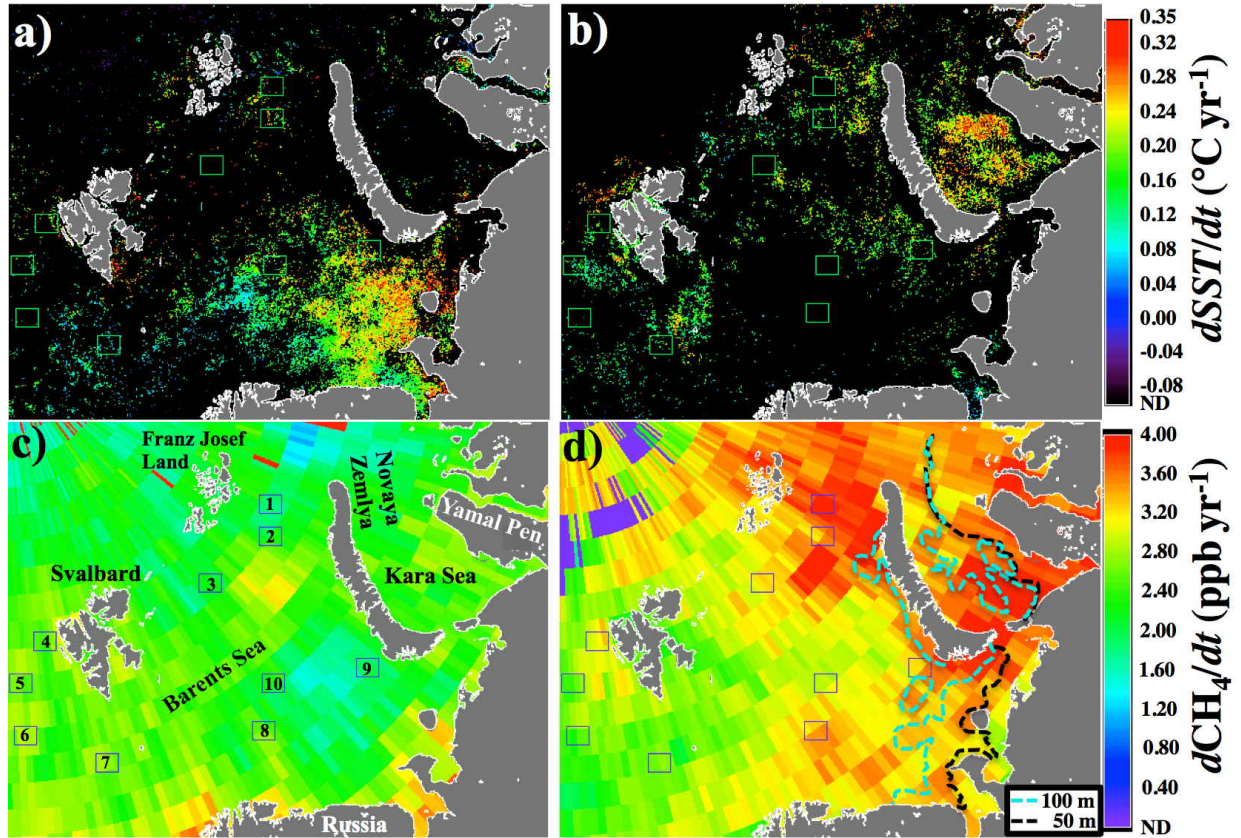 a)
b)
0.35
0.32
0.28
0.24
0.20
0.16
0.12
0.08
0.04
0.00
-0.04
-0.08
ND
dSST/dt (°C yr-1)
c)
Franz Josef
Land
Novaya
Zemlya
Yamal Pen
1
2
3
Kara Sea
Svalbard
4
5
6
7
Barents Sea
9
10
8
Russia
d)
100 m
50 m
4.00
3.60
3.20
2.80
2.40
2.00
1.60
1.20
0.80
0.40
ND
dCH4/dt (ppb yr-1)